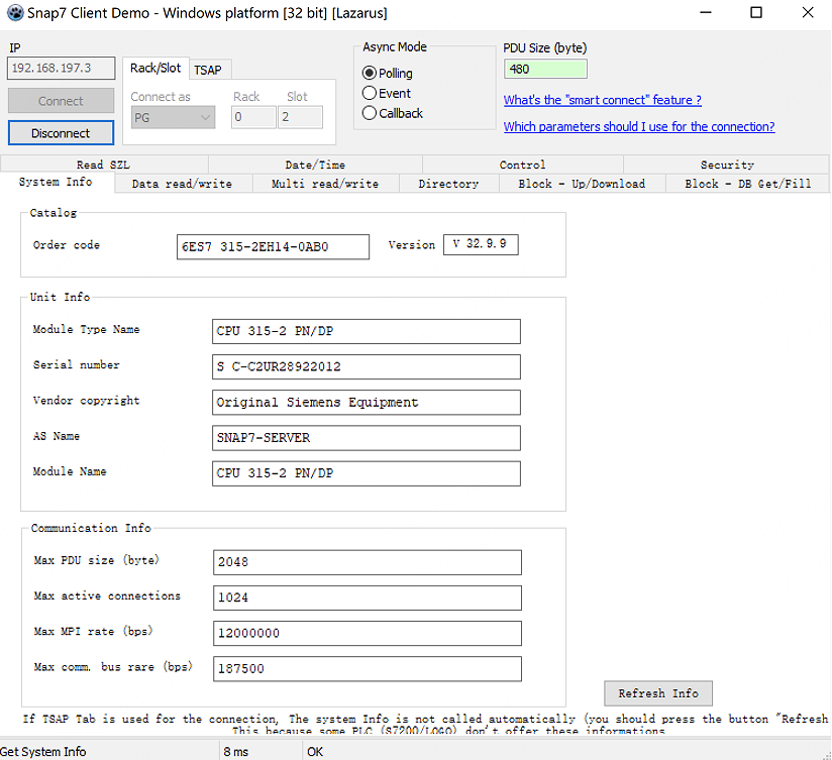 Snap7 Client Demo - Windows platform [32 bit] [Lazarus]
IP
192.168.197.3
Connect
Disconnect
Rack/Slot TSAP
Connect as Rack Slot
PG 0 2
Async Mode
Polling
Event
Callback
PDU Size (byte)
480
What's the "smart connect" feature ?
Which parameters should I use for the connection?
Read SZL Date/Time Control Security
System Info Data read/write Multi read/write Directory Block - Up/Download Block - DB Get/Fill
Catalog
Order code 6ES7 315-2EH14-0AB0 Version V 32.9.9
Unit Info
Module Type Name CPU 315-2 PN/DP
Serial number S C-C2UR28922012
Vendor copyright Original Siemens Equipment
AS Name SNAP7-SERVER
Module Name CPU 315-2 PN/DP
Communication Info
Max PDU size (byte) 2048
Max active connections 1024
Max MPI rate (bps) 12000000
Max comm. bus rare (bps) 187500
Refresh Info
If TSAP Tab is used for the connection, The system Info is not called automatically (you should press the button "Refresh
This because some PLC (S7200/LOGO) don't offer these informations
Get System Info 8 ms OK